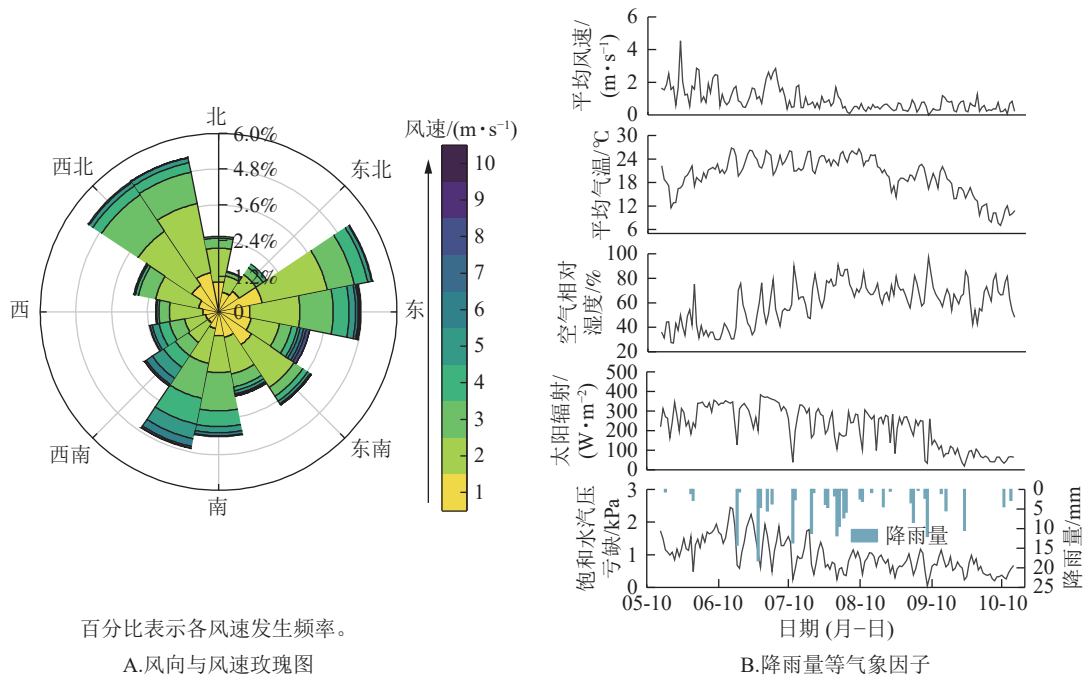 北
东北
东
东南
南
西南
西
西北
6.0%
4.8%
3.6%
2.4%
1.2%
0
风速/(m·s⁻¹)
10
9
8
7
6
5
4
3
2
1
百分比表示各风速发生频率。
A.风向与风速玫瑰图
平均风速/
(m·s⁻¹)
6
4
2
0
平均气温/℃
30
24
18
12
6
空气相对
湿度/%
100
80
60
40
20
太阳辐射/
(W·m⁻²)
500
400
300
200
100
0
饱和水汽压
亏缺/kPa
3
2
1
0
降雨量
0
5
10
15
20
25
降雨量/mm
05-10 06-10 07-10 08-10 09-10 10-10
日期 (月−日)
B.降雨量等气象因子